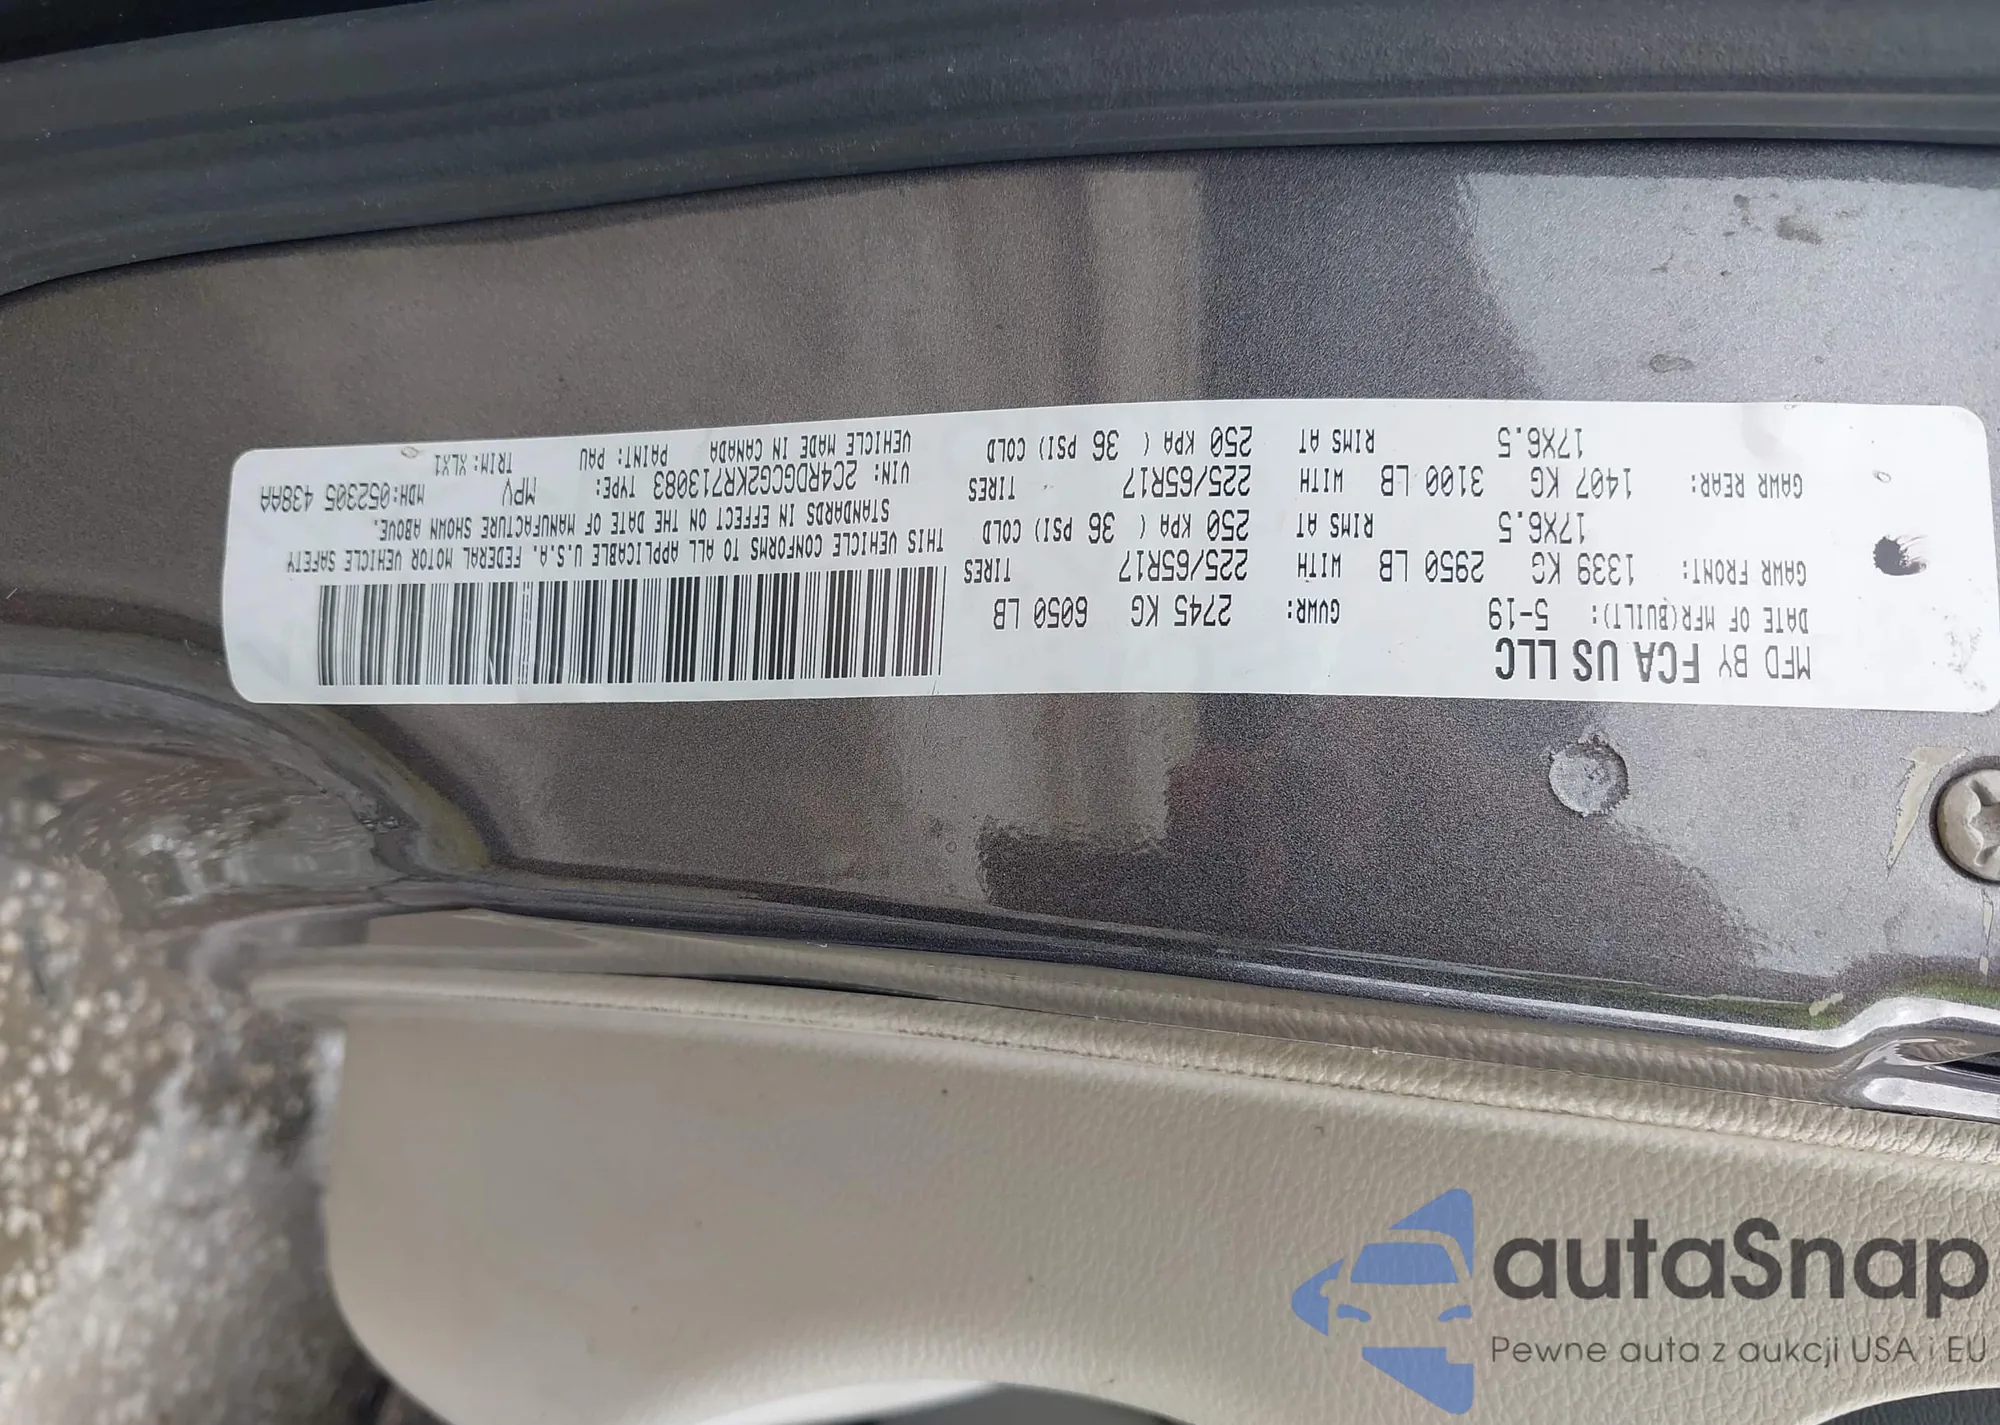 MFD BY FCA US LLC
DATE OF MFR(BUILT): 5-19 GVWR: 2745 KG 6050 LB
GAWR FRONT: 1339 KG 2950 LB WITH 225/65R17 TIRES
17X6.5 RIMS AT 250 KPA ( 36 PSI) COLD
GAWR REAR: 1407 KG 3100 LB WITH 225/65R17 TIRES
17X6.5 RIMS AT 250 KPA ( 36 PSI) COLD
THIS VEHICLE CONFORMS TO ALL APPLICABLE U.S.A. FEDERAL MOTOR VEHICLE SAFETY
STANDARDS IN EFFECT ON THE DATE OF MANUFACTURE SHOWN ABOVE.
VIN: 2C4RDGCG2KR713083 TYPE: MPV MDH:052305 438AA
VEHICLE MADE IN CANADA PAINT: PAU TRIM:XLX1
autaSnap
Pewne auta z aukcji USA i EU